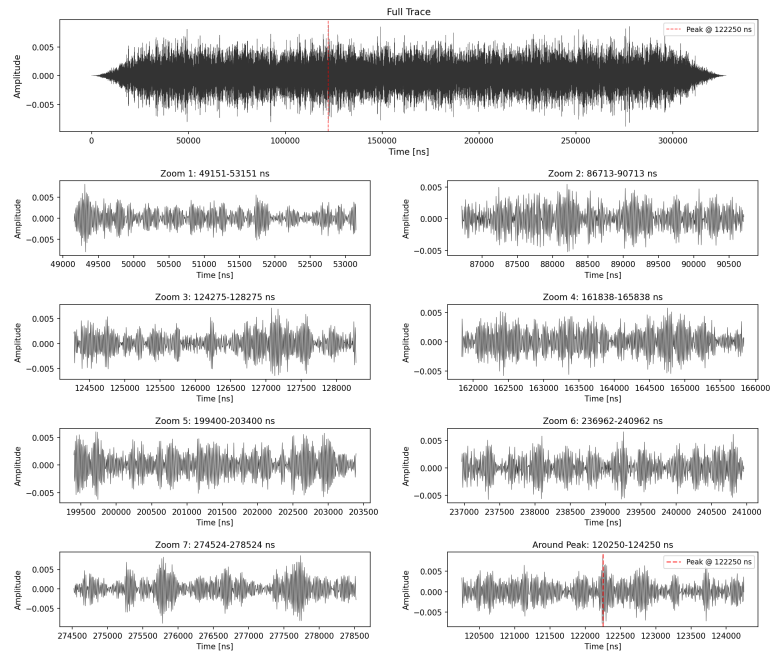 Full Trace
Peak @ 122250 ns
Amplitude
0.005
0.000
−0.005
0 50000 100000 150000 200000 250000 300000
Time [ns]
Zoom 1: 49151-53151 ns
Amplitude
0.005
0.000
−0.005
49000 49500 50000 50500 51000 51500 52000 52500 53000
Time [ns]
Zoom 2: 86713-90713 ns
Amplitude
0.005
0.000
−0.005
87000 87500 88000 88500 89000 89500 90000 90500
Time [ns]
Zoom 3: 124275-128275 ns
Amplitude
0.005
0.000
−0.005
124500 125000 125500 126000 126500 127000 127500 128000
Time [ns]
Zoom 4: 161838-165838 ns
Amplitude
0.005
0.000
−0.005
162000 162500 163000 163500 164000 164500 165000 165500 166000
Time [ns]
Zoom 5: 199400-203400 ns
Amplitude
0.005
0.000
−0.005
199500 200000 200500 201000 201500 202000 202500 203000 203500
Time [ns]
Zoom 6: 236962-240962 ns
Amplitude
0.005
0.000
−0.005
237000 237500 238000 238500 239000 239500 240000 240500 241000
Time [ns]
Zoom 7: 274524-278524 ns
Amplitude
0.005
0.000
−0.005
274500 275000 275500 276000 276500 277000 277500 278000 278500
Time [ns]
Around Peak: 120250-124250 ns
Peak @ 122250 ns
Amplitude
0.005
0.000
−0.005
120500 121000 121500 122000 122500 123000 123500 124000
Time [ns]